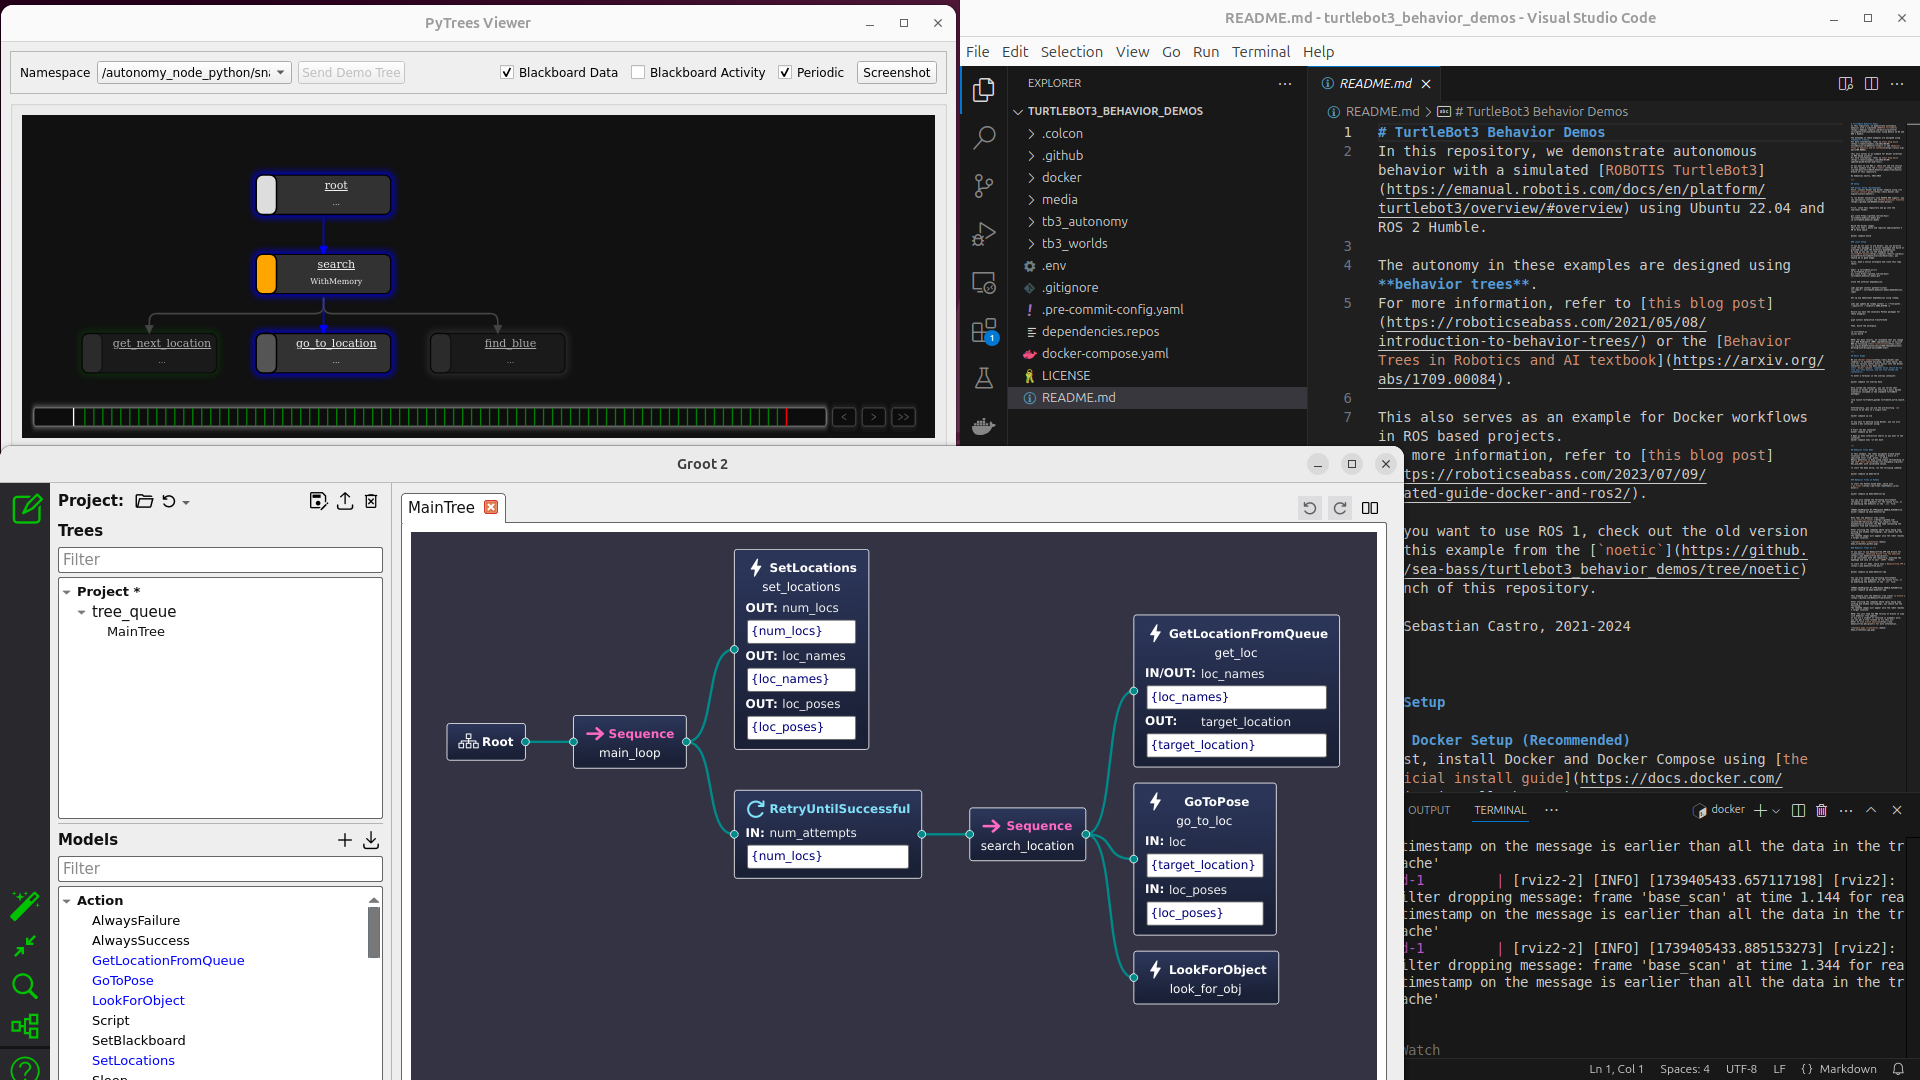 PyTrees Viewer
Namespace /autonomy_node_python/sna Send Demo Tree Blackboard Data Blackboard Activity Periodic Screenshot
root
...
search
WithMemory
get_next_location go_to_location find_blue
... ... ...
< > >>
README.md - turtlebot3_behavior_demos - Visual Studio Code
File Edit Selection View Go Run Terminal Help
EXPLORER ...
TURTLEBOT3_BEHAVIOR_DEMOS
.colcon
.github
docker
media
tb3_autonomy
tb3_worlds
.env
.gitignore
! .pre-commit-config.yaml
dependencies.repos
docker-compose.yaml
LICENSE
README.md
1
README.md
README.md > # TurtleBot3 Behavior Demos
1 # TurtleBot3 Behavior Demos
2 In this repository, we demonstrate autonomous
behavior with a simulated [ROBOTIS TurtleBot3]
(https://emanual.robotis.com/docs/en/platform/
turtlebot3/overview/#overview) using Ubuntu 22.04 and
ROS 2 Humble.
3
4 The autonomy in these examples are designed using
**behavior trees**.
5 For more information, refer to [this blog post]
(https://roboticseabass.com/2021/05/08/
introduction-to-behavior-trees/) or the [Behavior
Trees in Robotics and AI textbook](https://arxiv.org/
abs/1709.00084).
6
7 This also serves as an example for Docker workflows
in ROS based projects.
more information, refer to [this blog post]
ttps://roboticseabass.com/2023/07/09/
ated-guide-docker-and-ros2/).
you want to use ROS 1, check out the old version
this example from the [`noetic`](https://github.
/sea-bass/turtlebot3_behavior_demos/tree/noetic)
nch of this repository.
Sebastian Castro, 2021-2024
Setup
Docker Setup (Recommended)
st, install Docker and Docker Compose using [the
icial install guide](https://docs.docker.com/
OUTPUT TERMINAL ... docker
timestamp on the message is earlier than all the data in the tr
ache'
d-1 | [rviz2-2] [INFO] [1739405433.657117198] [rviz2]:
ilter dropping message: frame 'base_scan' at time 1.144 for rea
timestamp on the message is earlier than all the data in the tr
ache'
d-1 | [rviz2-2] [INFO] [1739405433.885153273] [rviz2]:
ilter dropping message: frame 'base_scan' at time 1.344 for rea
timestamp on the message is earlier than all the data in the tr
ache'
Watch
Ln 1, Col 1 Spaces: 4 UTF-8 LF {} Markdown
Groot 2
Project:
Trees
Filter
Project *
tree_queue
MainTree
Models
Filter
Action
AlwaysFailure
AlwaysSuccess
GetLocationFromQueue
GoToPose
LookForObject
Script
SetBlackboard
SetLocations
Sleep
MainTree
Root
Sequence
main_loop
SetLocations
set_locations
OUT: num_locs
{num_locs}
OUT: loc_names
{loc_names}
OUT: loc_poses
{loc_poses}
RetryUntilSuccessful
IN: num_attempts
{num_locs}
Sequence
search_location
GetLocationFromQueue
get_loc
IN/OUT: loc_names
{loc_names}
OUT: target_location
{target_location}
GoToPose
go_to_loc
IN: loc
{target_location}
IN: loc_poses
{loc_poses}
LookForObject
look_for_obj